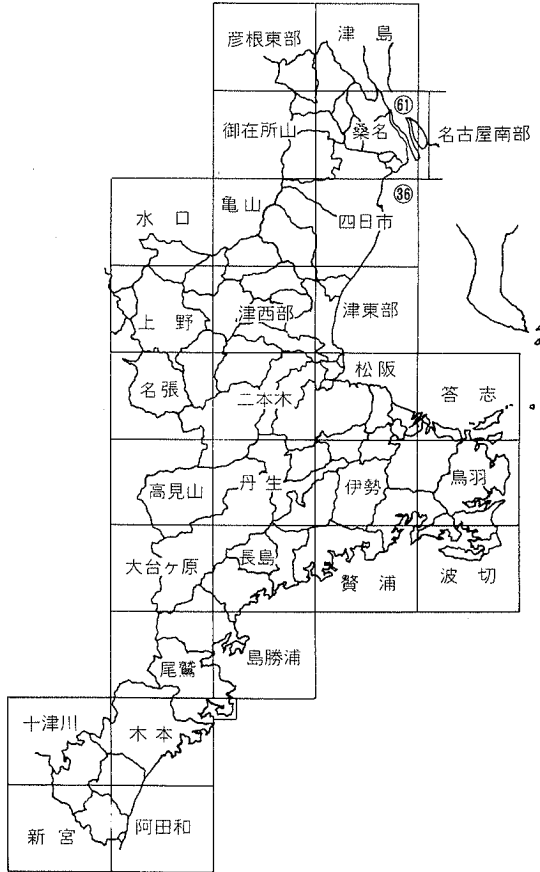 彦根東部
津島
御在所山
桑名
61
名古屋南部
水口
亀山
四日市
36
上野
津西部
津東部
名張
二本木
松阪
答志
高見山
丹生
伊勢
鳥羽
大台ヶ原
長島
贄浦
波切
尾鷲
島勝浦
十津川
木本
新宮
阿田和